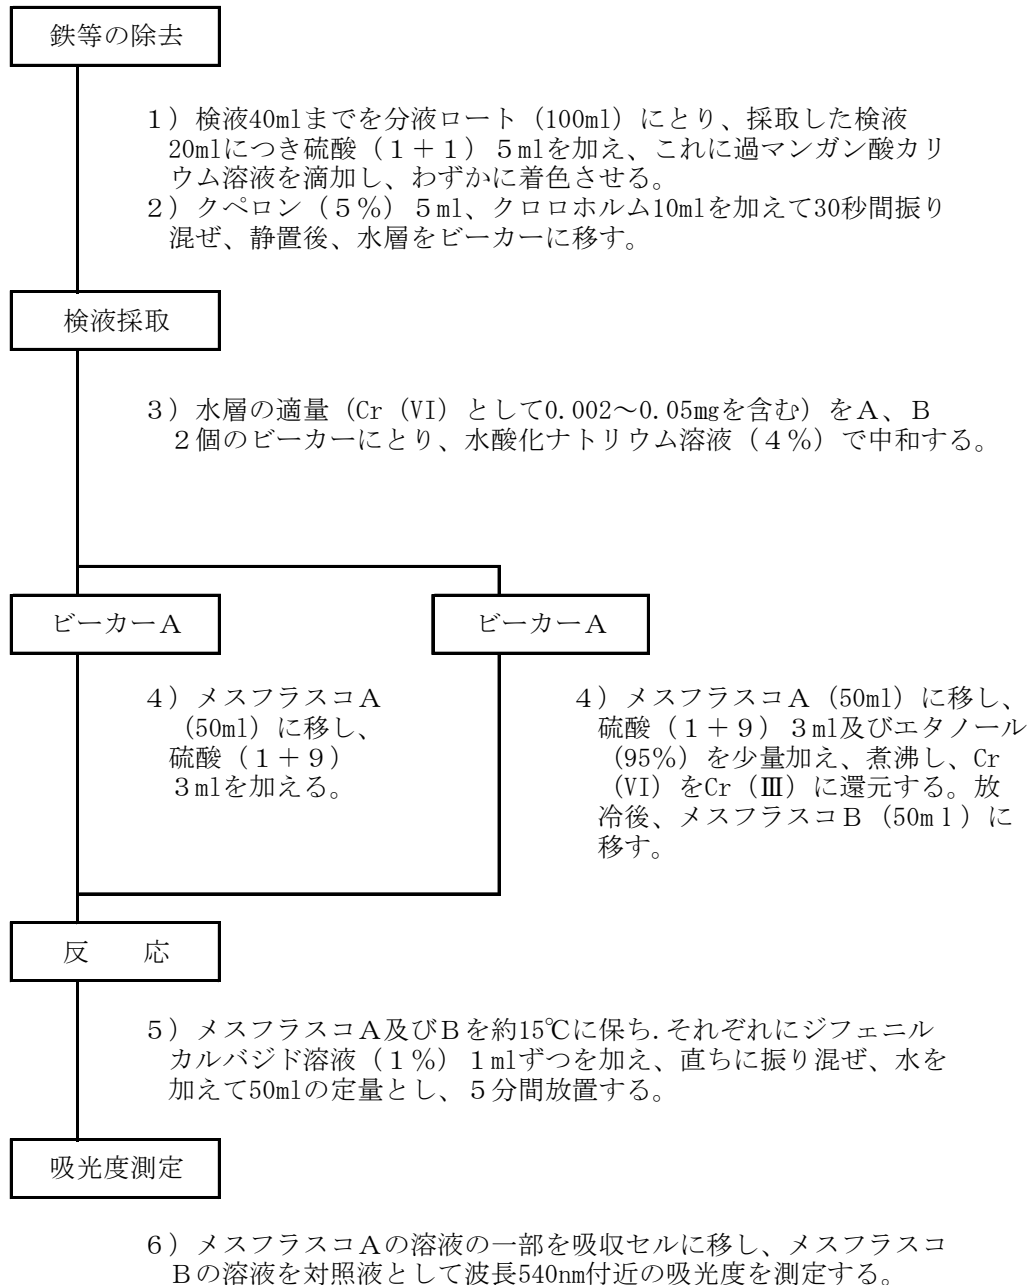 鉄等の除去
１）検液40mlまでを分液ロート（100ml）にとり、採取した検液
20mlにつき硫酸（１＋１）５mlを加え、これに過マンガン酸カリ
ウム溶液を滴加し、わずかに着色させる。
２）クペロン（５％）５ml、クロロホルム10mlを加えて30秒間振り
混ぜ、静置後、水層をビーカーに移す。
検液採取
３）水層の適量（Cr（VI）として0.002～0.05㎎を含む）をＡ、Ｂ
２個のビーカーにとり、水酸化ナトリウム溶液（４％）で中和する。
ビーカーＡ
４）メスフラスコＡ
（50ml）に移し、
硫酸（１＋９）
３mlを加える。
ビーカーＡ
４）メスフラスコＡ（50ml）に移し、
硫酸（１＋９）３ml及びエタノール
（95％）を少量加え、煮沸し、Cr
（VI）をCr（Ⅲ）に還元する。放
冷後、メスフラスコＢ（50mｌ）に
移す。
反　　応
５）メスフラスコＡ及びＢを約15℃に保ち.それぞれにジフェニル
カルバジド溶液（１％）１mlずつを加え、直ちに振り混ぜ、水を
加えて50mlの定量とし、５分間放置する。
吸光度測定
６）メスフラスコＡの溶液の一部を吸収セルに移し、メスフラスコ
Ｂの溶液を対照液として波長540nm付近の吸光度を測定する。